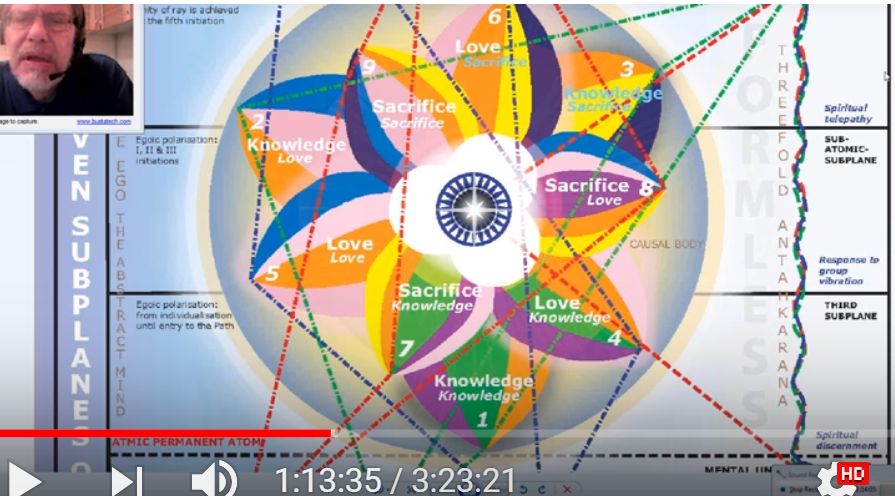 nity of ray is achieved
the fifth initiation
age to capture.
www.bustatech.com
Egoic polarisation:
I, II & III
initiations
Egoic polarisation:
from individualisation
until entry to the Path
VEN SUBPLANES O
E EGO THE ABSTRACT MIND
6
Love
Sacrifice
9
Sacrifice
Sacrifice
3
Knowledge
Sacrifice
2
Knowledge
Love
Sacrifice 8
Love
Love
Love
5
Sacrifice
Knowledge
7
Love
Knowledge
4
Knowledge
Knowledge
1
CAUSAL BODY
FORMLESS
THREEFOLD ANTAHKARANA
Spiritual
telepathy
SUB-
ATOMIC-
SUBPLANE
Response to
group
vibration
THIRD
SUBPLANE
Spiritual
discernment
ATMIC PERMANENT ATOM
MENTAL UN
1:13:35 / 3:23:21
HD